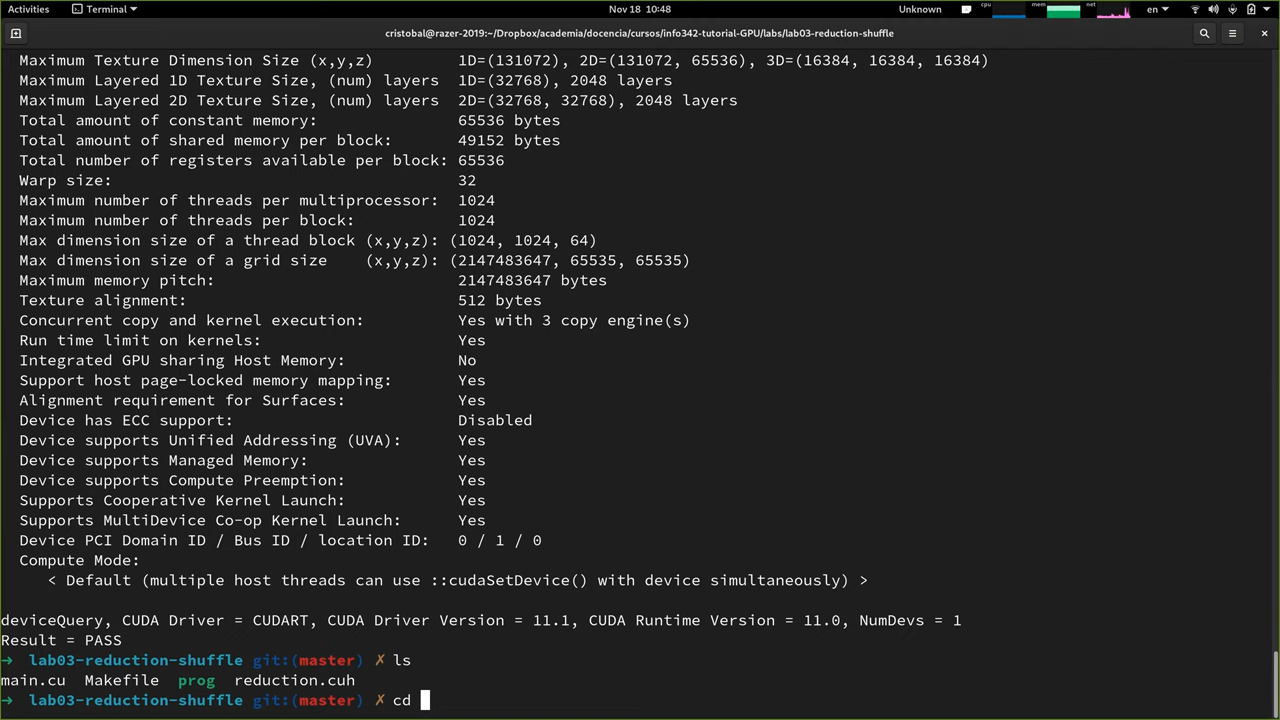 Activities Terminal Nov 18 10:48 Unknown cpu mem net en
cristobal@razer-2019:~/Dropbox/academia/docencia/cursos/info342-tutorial-GPU/labs/lab03-reduction-shuffle
Maximum Texture Dimension Size (x,y,z) 1D=(131072), 2D=(131072, 65536), 3D=(16384, 16384, 16384)
Maximum Layered 1D Texture Size, (num) layers 1D=(32768), 2048 layers
Maximum Layered 2D Texture Size, (num) layers 2D=(32768, 32768), 2048 layers
Total amount of constant memory: 65536 bytes
Total amount of shared memory per block: 49152 bytes
Total number of registers available per block: 65536
Warp size: 32
Maximum number of threads per multiprocessor: 1024
Maximum number of threads per block: 1024
Max dimension size of a thread block (x,y,z): (1024, 1024, 64)
Max dimension size of a grid size (x,y,z): (2147483647, 65535, 65535)
Maximum memory pitch: 2147483647 bytes
Texture alignment: 512 bytes
Concurrent copy and kernel execution: Yes with 3 copy engine(s)
Run time limit on kernels: Yes
Integrated GPU sharing Host Memory: No
Support host page-locked memory mapping: Yes
Alignment requirement for Surfaces: Yes
Device has ECC support: Disabled
Device supports Unified Addressing (UVA): Yes
Device supports Managed Memory: Yes
Device supports Compute Preemption: Yes
Supports Cooperative Kernel Launch: Yes
Supports MultiDevice Co-op Kernel Launch: Yes
Device PCI Domain ID / Bus ID / location ID: 0 / 1 / 0
Compute Mode:
< Default (multiple host threads can use ::cudaSetDevice() with device simultaneously) >
deviceQuery, CUDA Driver = CUDART, CUDA Driver Version = 11.1, CUDA Runtime Version = 11.0, NumDevs = 1
Result = PASS
→ lab03-reduction-shuffle git:(master) ✗ ls
main.cu Makefile prog reduction.cuh
→ lab03-reduction-shuffle git:(master) ✗ cd